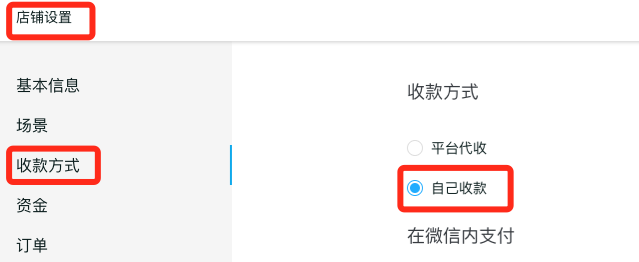 店铺设置
基本信息
场景
收款方式
资金
订单
收款方式
平台代收
自己收款
在微信内支付